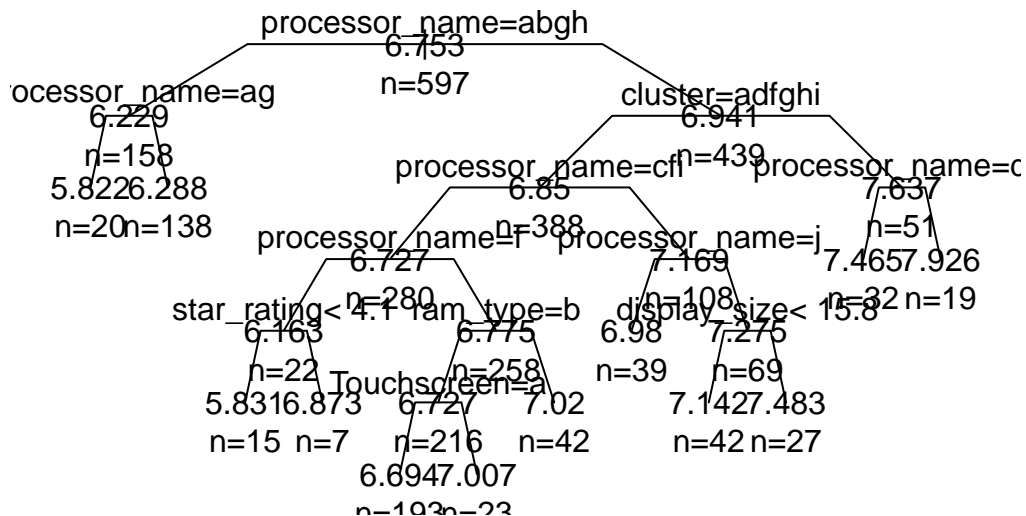 processor_name=abgh
6.753
n=597
processor_name=ag
6.229
n=158
cluster=adfghi
6.941
n=439
5.822
n=20
6.288
n=138
processor_name=cfi
6.85
n=388
7.637
n=51
processor_name=f
6.727
n=280
processor_name=j
7.169
n=108
7.465
n=32
7.926
n=19
star_rating< 4.1
6.163
n=22
ram_type=b
6.775
n=258
6.98
n=39
display_size< 15.8
7.275
n=69
5.831
n=15
6.873
n=7
Touchscreen=a
6.727
n=216
7.02
n=42
7.142
n=42
7.483
n=27
6.694
n=193
7.007
n=23